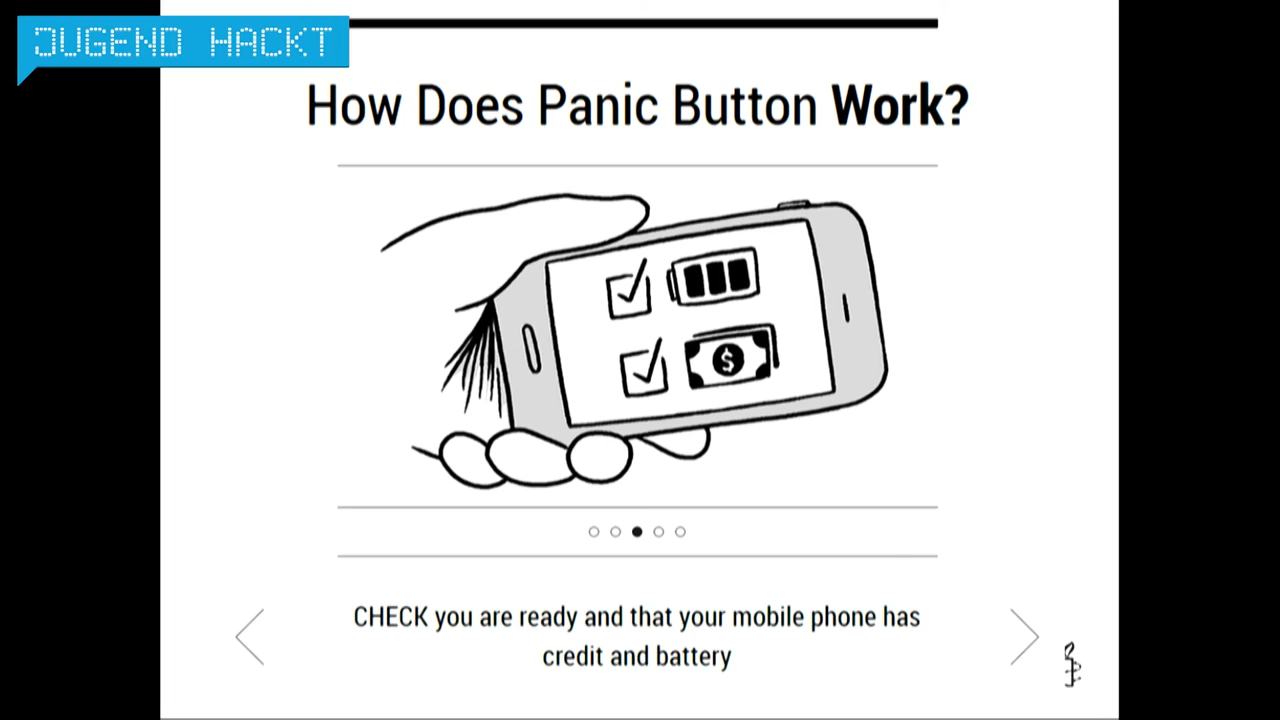 JUGEND HACKT
How Does Panic Button Work?
$
CHECK you are ready and that your mobile phone has
credit and battery